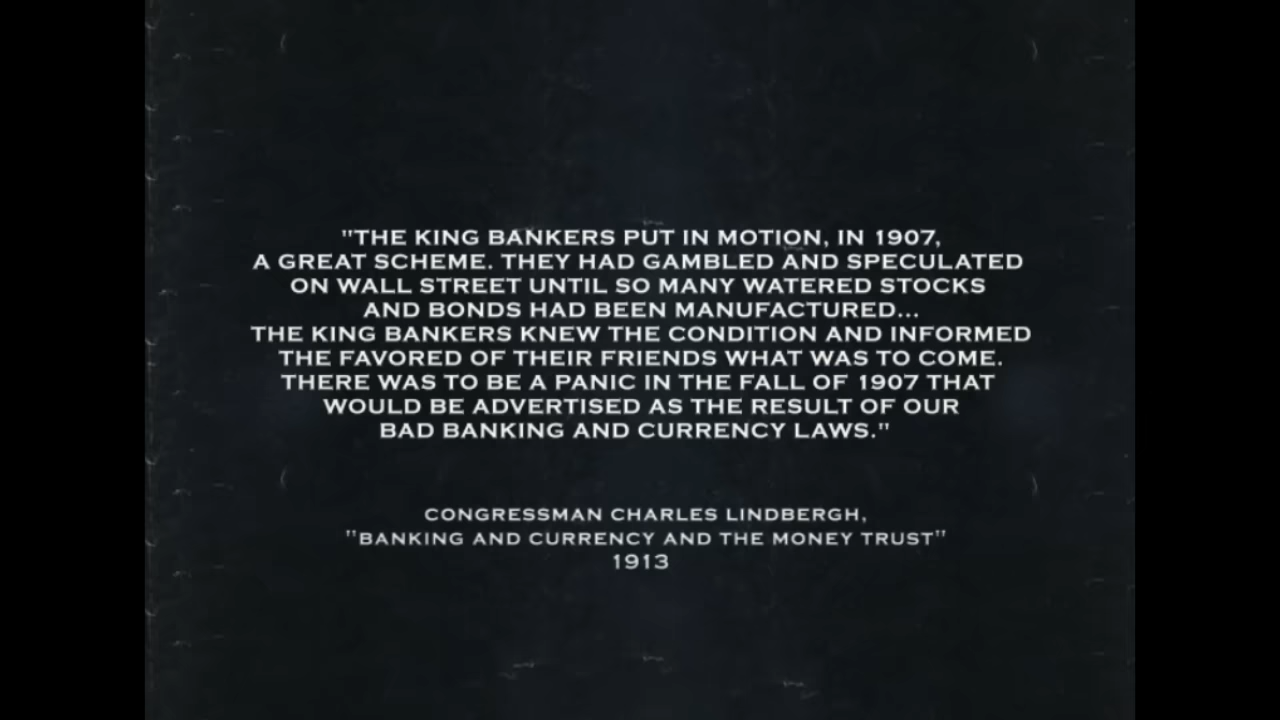 "THE KING BANKERS PUT IN MOTION, IN 1907,
A GREAT SCHEME. THEY HAD GAMBLED AND SPECULATED
ON WALL STREET UNTIL SO MANY WATERED STOCKS
AND BONDS HAD BEEN MANUFACTURED...
THE KING BANKERS KNEW THE CONDITION AND INFORMED
THE FAVORED OF THEIR FRIENDS WHAT WAS TO COME.
THERE WAS TO BE A PANIC IN THE FALL OF 1907 THAT
WOULD BE ADVERTISED AS THE RESULT OF OUR
BAD BANKING AND CURRENCY LAWS."
CONGRESSMAN CHARLES LINDBERGH,
"BANKING AND CURRENCY AND THE MONEY TRUST"
1913